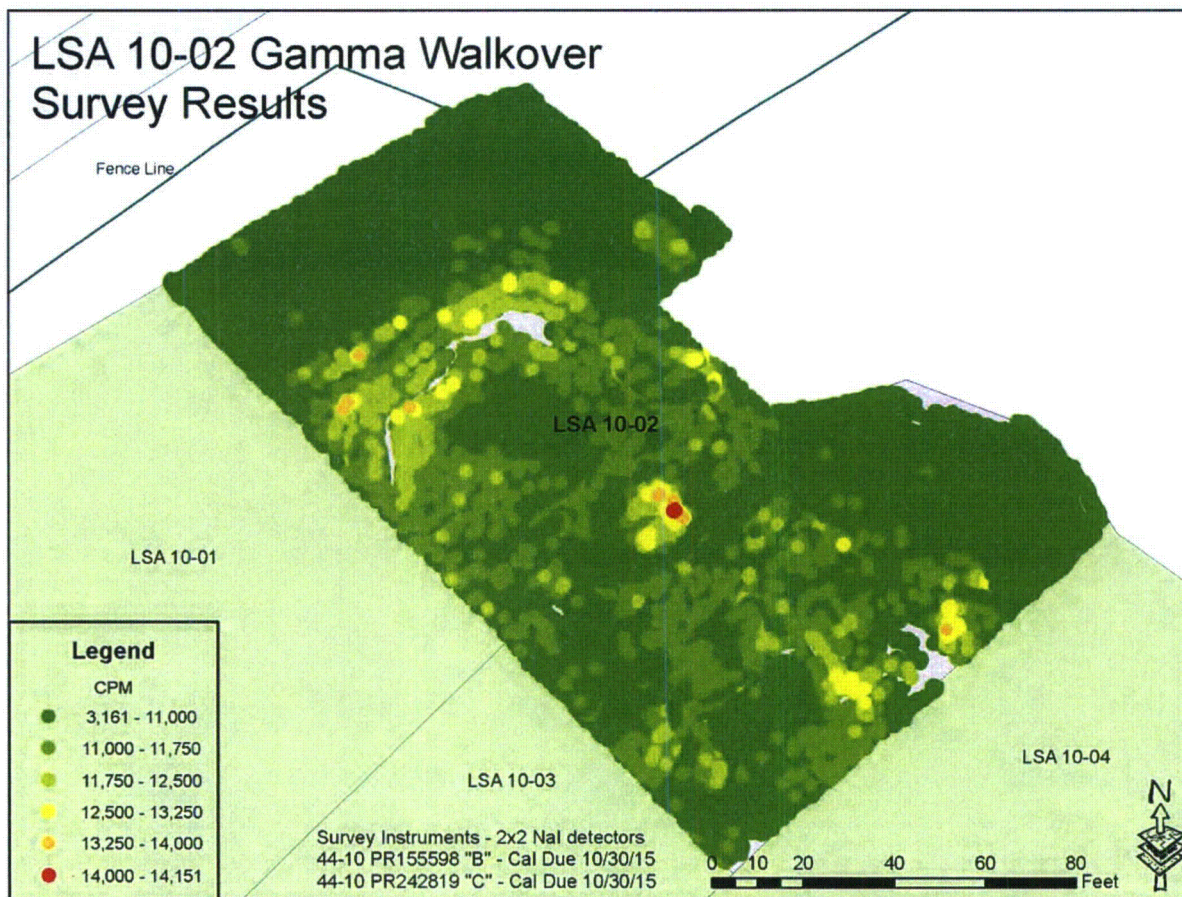 LSA 10-02 Gamma Walkover
Survey Results
Fence Line
LSA 10-02
LSA 10-01
LSA 10-03
LSA 10-04
Legend
CPM
3,161 - 11,000
11,000 - 11,750
11,750 - 12,500
12,500 - 13,250
13,250 - 14,000
14,000 - 14,151
Survey Instruments - 2x2 NaI detectors
44-10 PR155598 "B" - Cal Due 10/30/15
44-10 PR242819 "C" - Cal Due 10/30/15
N
0 10 20 40 60 80
Feet